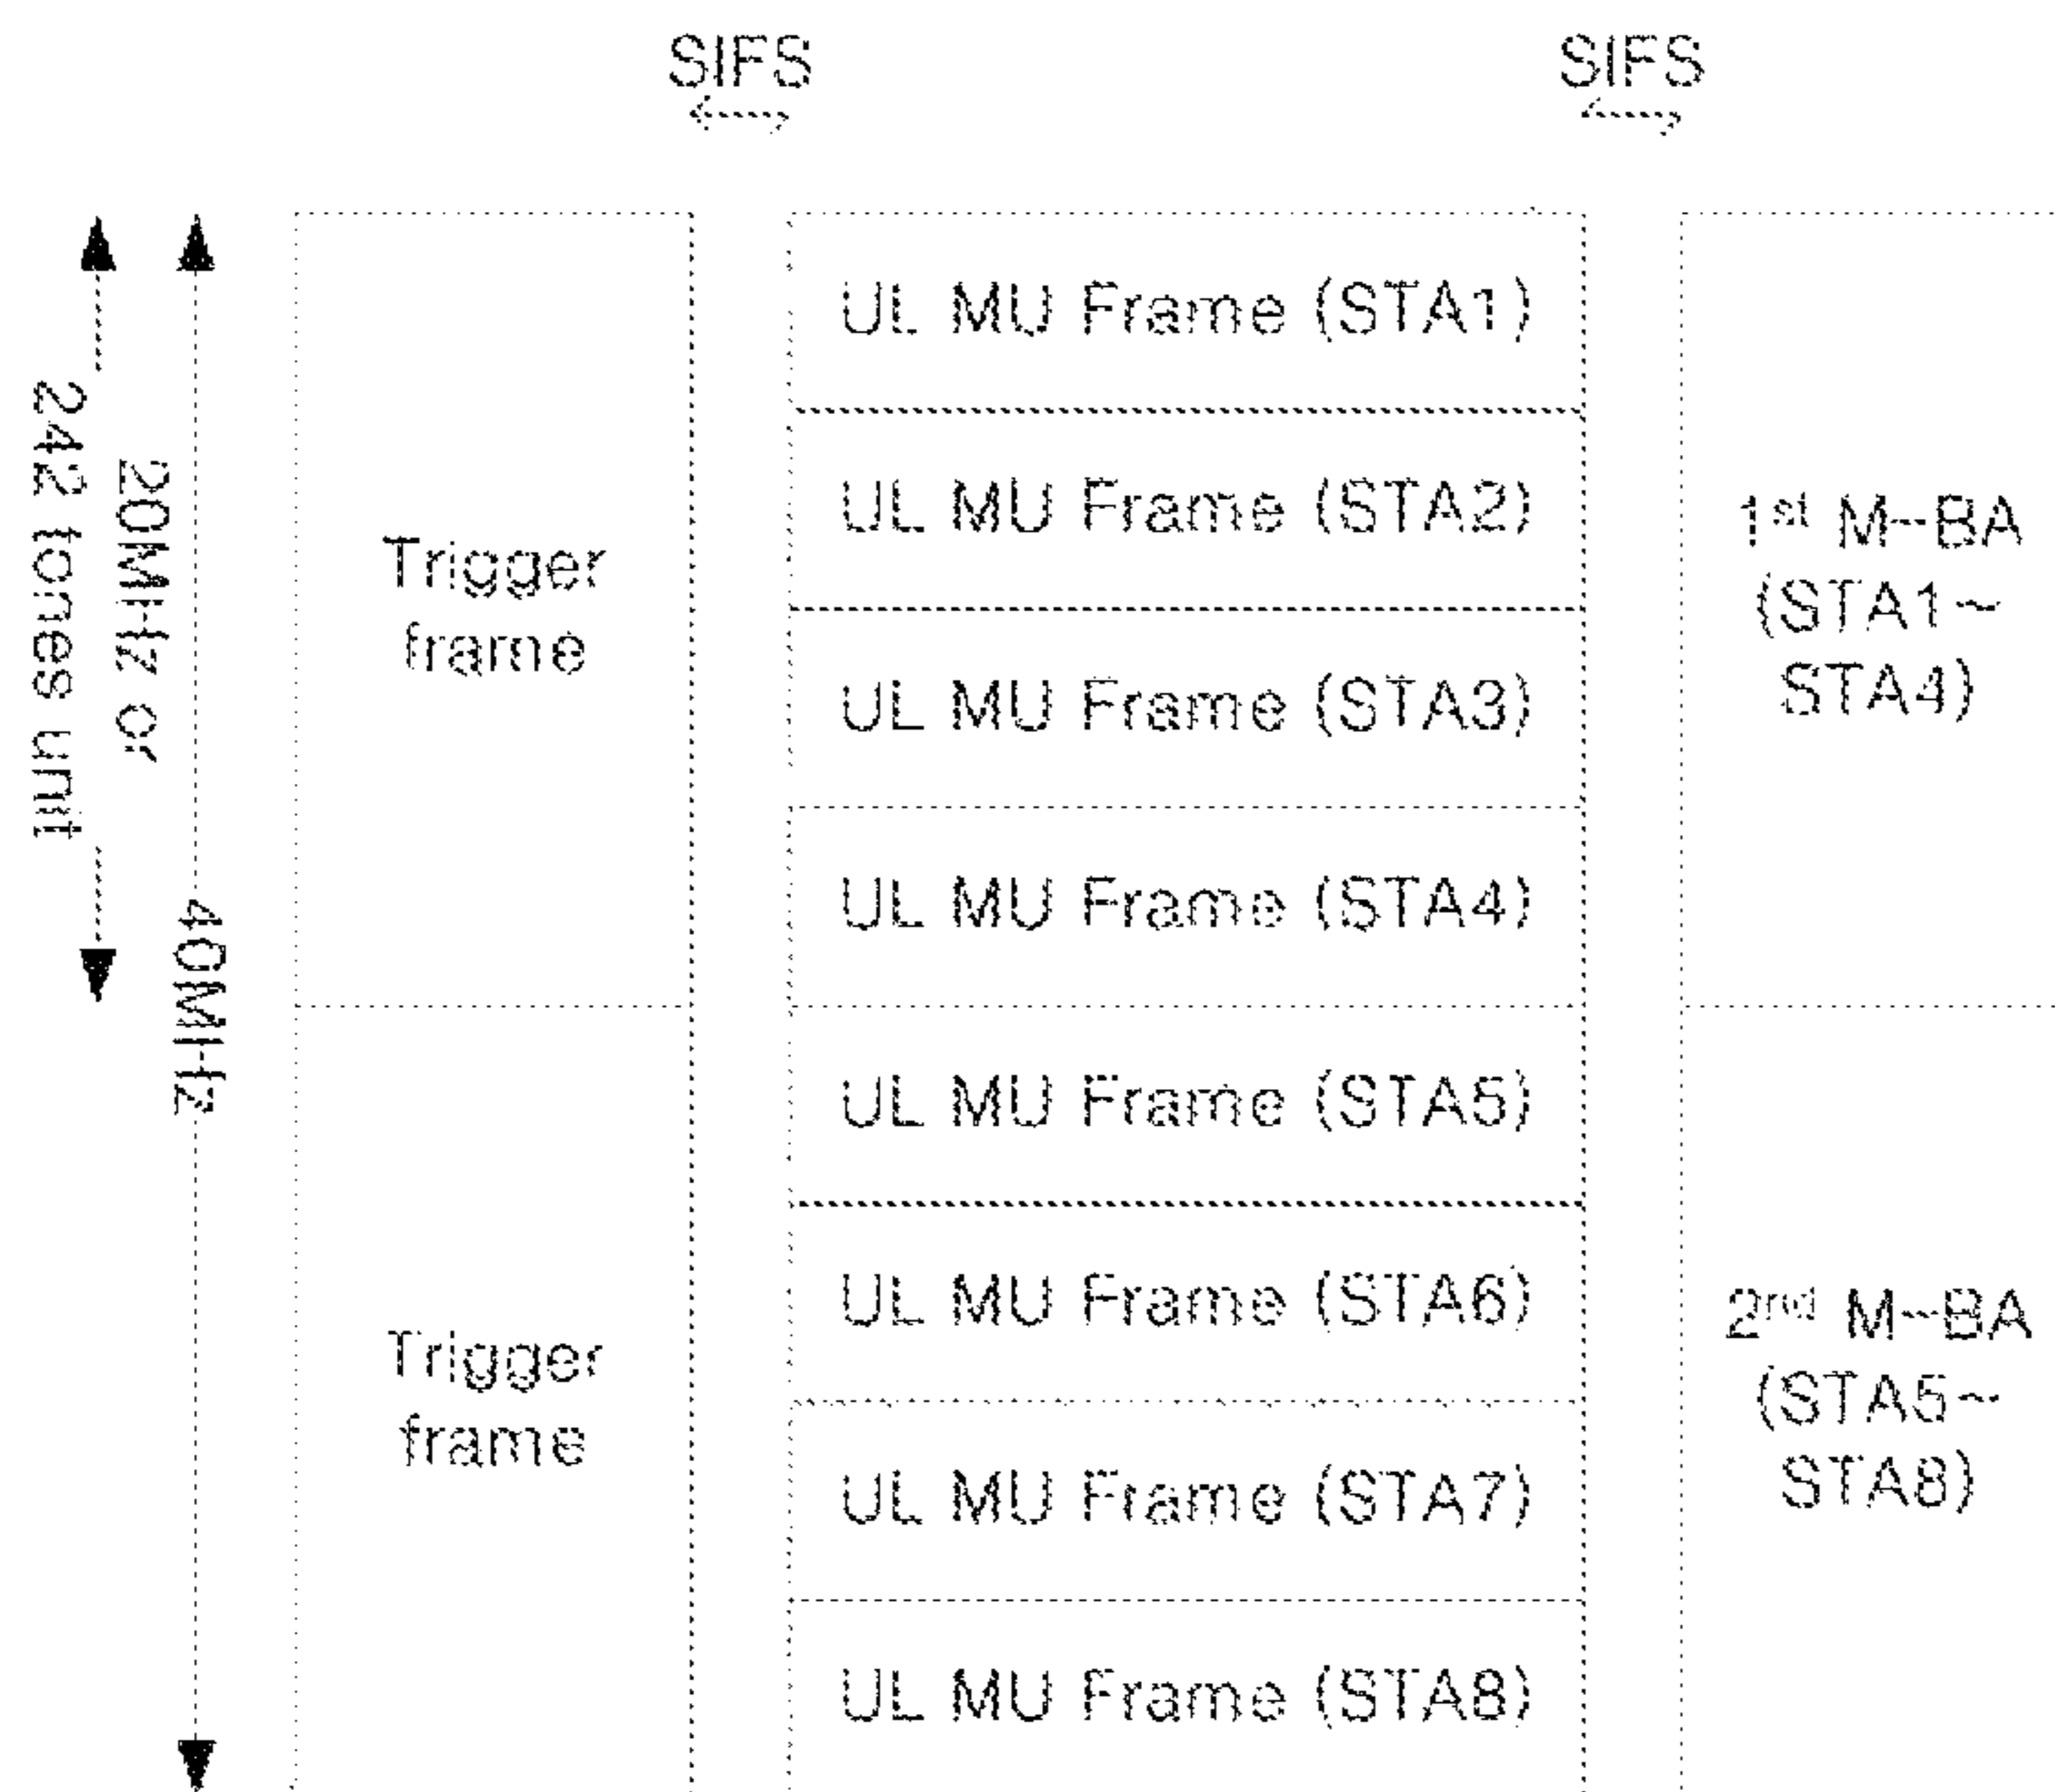 SIFS
SIFS
20MHz or
242 tones unit
40MHz
Trigger
frame
Trigger
frame
UL MU Frame (STA1)
UL MU Frame (STA2)
UL MU Frame (STA3)
UL MU Frame (STA4)
UL MU Frame (STA5)
UL MU Frame (STA6)
UL MU Frame (STA7)
UL MU Frame (STA8)
1st M-BA
(STA1~
STA4)
2nd M-BA
(STA5~
STA8)